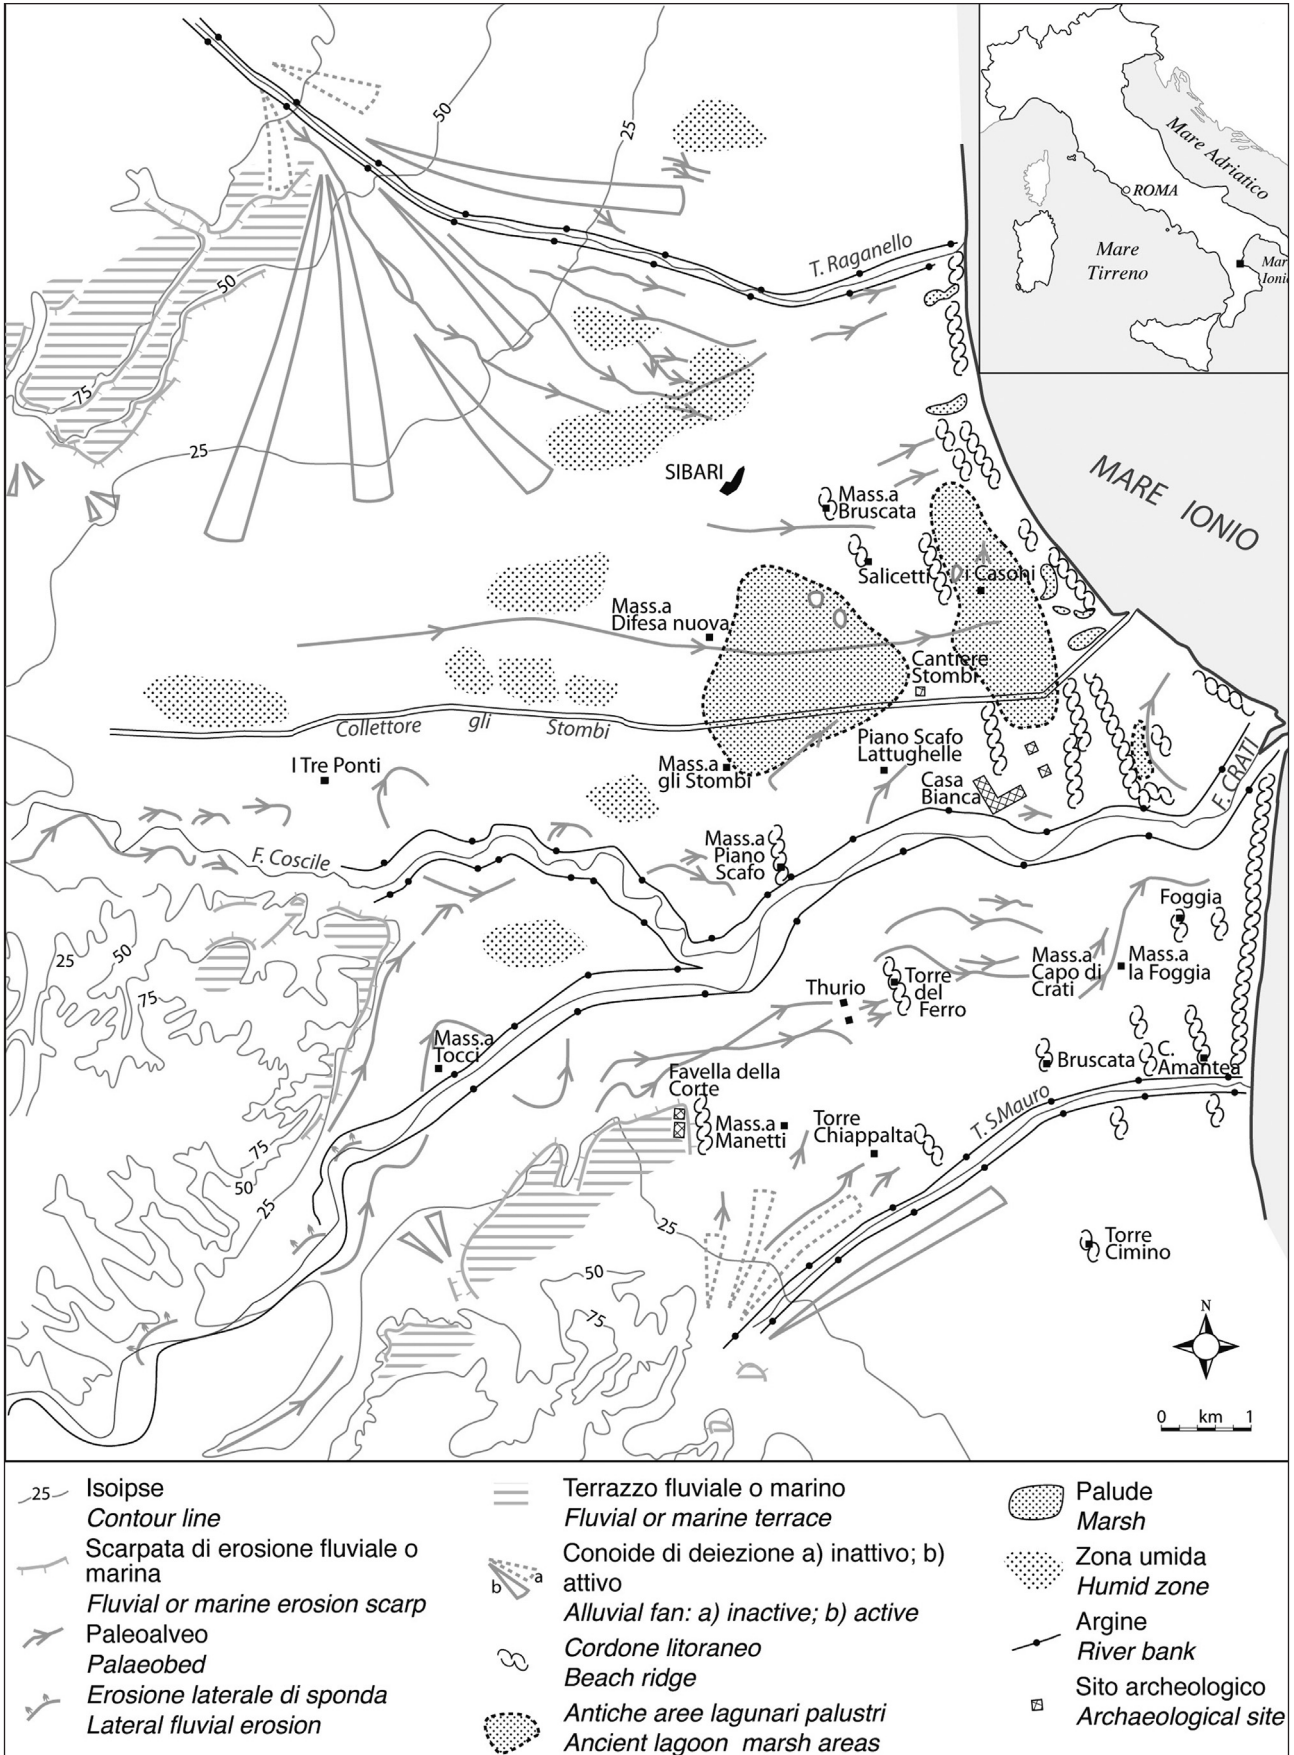 50
25
T. Raganello
ROMA
Mare Adriatico
Mare
Tirreno
Mar
Ionio
50
75
25
MARE IONIO
SIBARI
Mass.a
Bruscata
Salicetti
i Casoni
Mass.a
Difesa nuova
Cantiere
Stombi
Collettore gli Stombi
I Tre Ponti
Mass.a
gli Stombi
Piano Scafo
Lattughelle
Casa
Bianca
F. CRATI
F. Coscile
Mass.a
Piano
Scafo
Foggia
25
50
75
Mass.a
Capo di
Crati
Mass.a
la Foggia
Thurio
Torre
del
Ferro
Mass.a
Tocci
Bruscata
C.
Amantea
Favella della
Corte
Mass.a
Manetti
Torre
Chiappalta
T. S.Mauro
75
50
25
25
50
75
Torre
Cimino
N
0 km 1
25
Isoipse
Contour line
Scarpata di erosione fluviale o
marina
Fluvial or marine erosion scarp
Paleoalveo
Palaeobed
Erosione laterale di sponda
Lateral fluvial erosion
Terrazzo fluviale o marino
Fluvial or marine terrace
b a
Conoide di deiezione a) inattivo; b)
attivo
Alluvial fan: a) inactive; b) active
Cordone litoraneo
Beach ridge
Antiche aree lagunari palustri
Ancient lagoon marsh areas
Palude
Marsh
Zona umida
Humid zone
Argine
River bank
Sito archeologico
Archaeological site